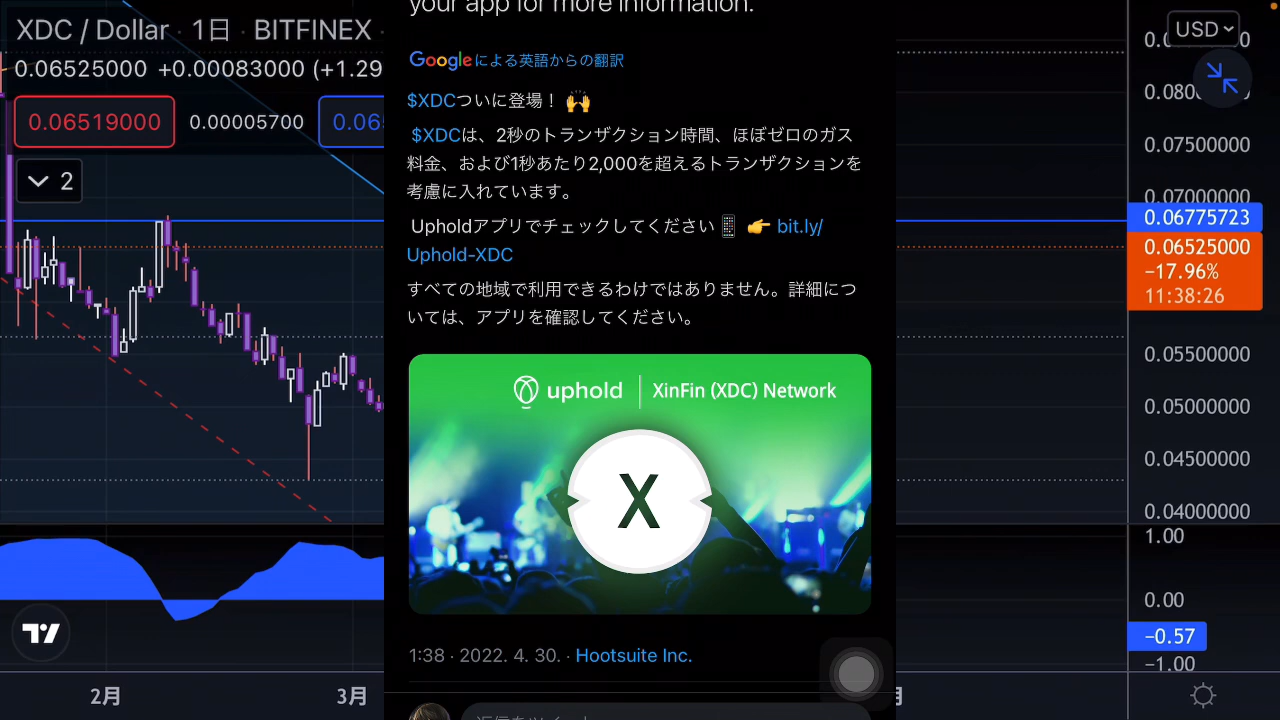 your app for more information.
XDC / Dollar · 1日 · BITFINEX ·
0.06525000 +0.00083000 (+1.29
0.06519000 0.00005700 0.06
2
Googleによる英語からの翻訳
$XDCついに登場！ 🙌
$XDCは、2秒のトランザクション時間、ほぼゼロのガス
料金、および1秒あたり2,000を超えるトランザクションを
考慮に入れています。
Upholdアプリでチェックしてください📱 👉 bit.ly/
Uphold-XDC
すべての地域で利用できるわけではありません。詳細につ
いては、アプリを確認してください。
uphold | XinFin (XDC) Network
X
1:38 · 2022. 4. 30. · Hootsuite Inc.
USD
0.07500000
0.07000000
0.06775723
0.06525000
−17.96%
11:38:26
0.05500000
0.05000000
0.04500000
0.04000000
1.00
0.00
−0.57
−1.00
2月
3月